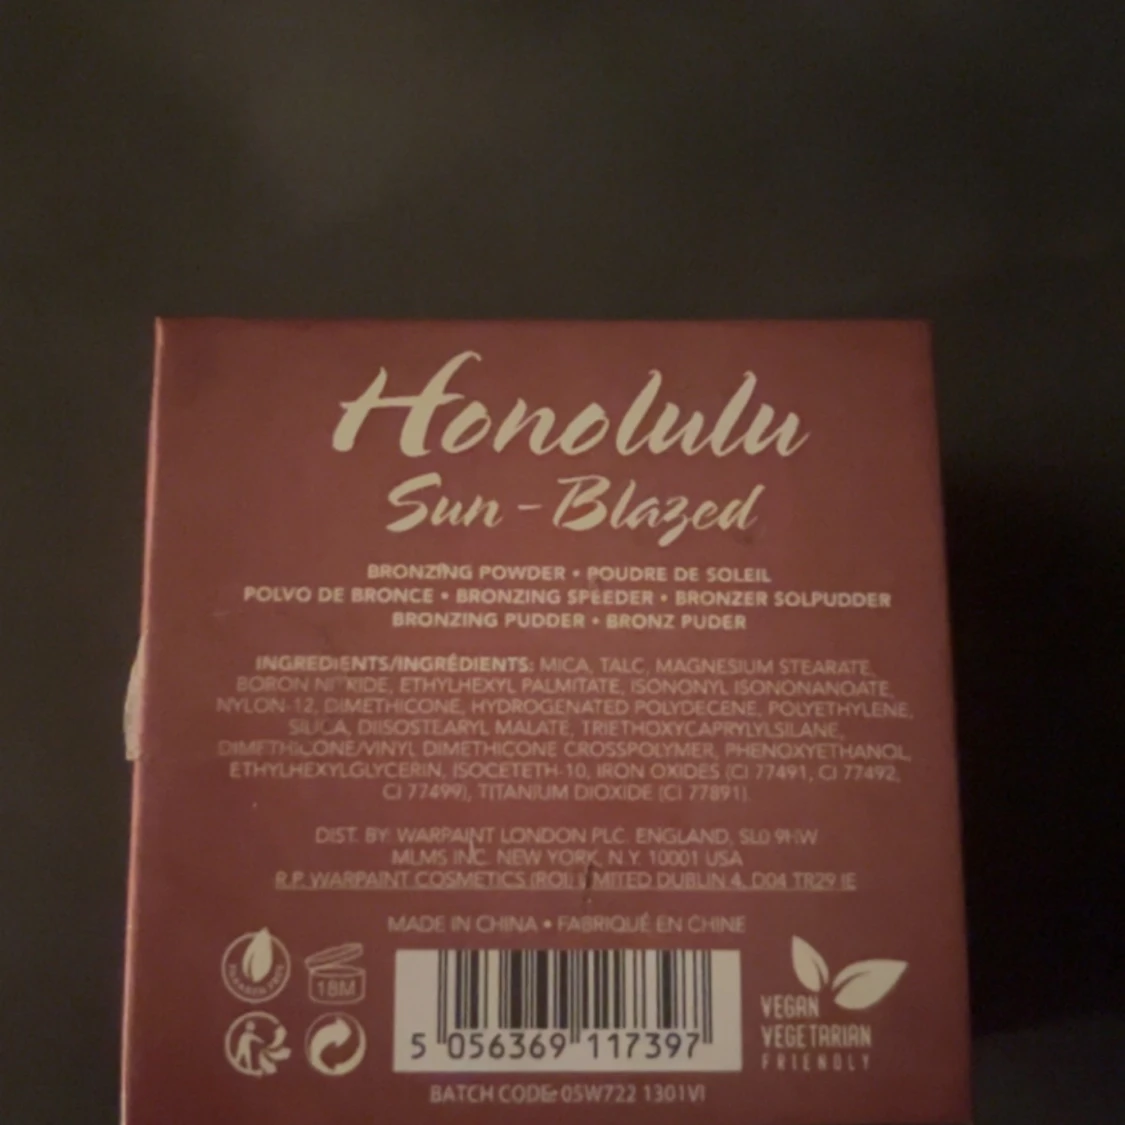 Honolulu
Sun - Blazed
BRONZING POWDER • POUDRE DE SOLEIL
POLVO DE BRONCE • BRONZING SPEEDER • BRONZER SOLPUDDER
BRONZING PUDDER • BRONZ PUDER
INGREDIENTS/INGRÉDIENTS: MICA, TALC, MAGNESIUM STEARATE,
BORON NITRIDE, ETHYLHEXYL PALMITATE, ISONONYL ISONONANOATE,
NYLON-12, DIMETHICONE, HYDROGENATED POLYDECENE, POLYETHYLENE,
SILICA, DIISOSTEARYL MALATE, TRIETHOXYCAPRYLYLSILANE,
DIMETHICONE/VINYL DIMETHICONE CROSSPOLYMER, PHENOXYETHANOL,
ETHYLHEXYLGLYCERIN, ISOCETETH-10, IRON OXIDES (CI 77491, CI 77492,
CI 77499), TITANIUM DIOXIDE (CI 77891).
DIST. BY: WARPAINT LONDON PLC. ENGLAND, SL0 9HW
MLMS INC. NEW YORK, N.Y. 10001 USA
R.P. WARPAINT COSMETICS (ROI) LIMITED DUBLIN 4, D04 TR29 IE
MADE IN CHINA • FABRIQUÉ EN CHINE
18M
5 056369 117397
VEGAN
VEGETARIAN
FRIENDLY
BATCH CODE: 05W722 1301VI